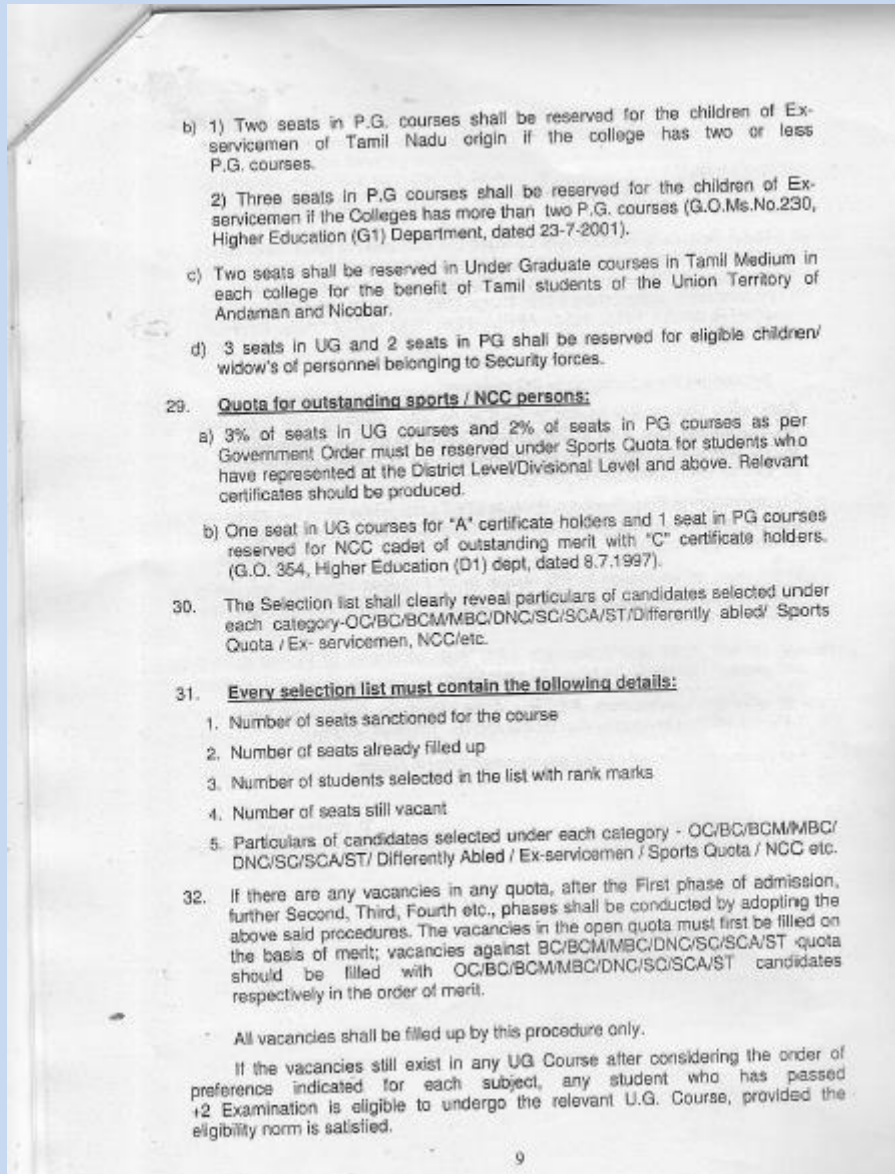 b) 1) Two seats in P.G. courses shall be reserved for the children of Ex-
servicemen of Tamil Nadu origin if the college has two or less
P.G. courses.
2) Three seats in P.G courses shall be reserved for the children of Ex-
servicemen if the Colleges has more than two P.G. courses (G.O.Ms.No.230,
Higher Education (G1) Department, dated 23-7-2001).
c) Two seats shall be reserved in Under Graduate courses in Tamil Medium in
each college for the benefit of Tamil students of the Union Territory of
Andaman and Nicobar.
d) 3 seats in UG and 2 seats in PG shall be reserved for eligible children/
widow's of personnel belonging to Security forces.
29. Quota for outstanding sports / NCC persons:
a) 3% of seats in UG courses and 2% of seats in PG courses as per
Government Order must be reserved under Sports Quota for students who
have represented at the District Level/Divisional Level and above. Relevant
certificates should be produced.
b) One seat in UG courses for "A" certificate holders and 1 seat in PG courses
reserved for NCC cadet of outstanding merit with "C" certificate holders.
(G.O. 354, Higher Education (D1) dept, dated 8.7.1997).
30. The Selection list shall clearly reveal particulars of candidates selected under
each category-OC/BC/BCM/MBC/DNC/SC/SCA/ST/Differently abled/ Sports
Quota / Ex- servicemen, NCC/etc.
31. Every selection list must contain the following details:
1. Number of seats sanctioned for the course
2. Number of seats already filled up
3. Number of students selected in the list with rank marks
4. Number of seats still vacant
5. Particulars of candidates selected under each category - OC/BC/BCM/MBC/
DNC/SC/SCA/ST/ Differently Abled / Ex-servicemen / Sports Quota / NCC etc.
32. If there are any vacancies in any quota, after the First phase of admission,
further Second, Third, Fourth etc., phases shall be conducted by adopting the
above said procedures. The vacancies in the open quota must first be filled on
the basis of merit; vacancies against BC/BCM/MBC/DNC/SC/SCA/ST quota
should be filled with OC/BC/BCM/MBC/DNC/SC/SCA/ST candidates
respectively in the order of merit.
All vacancies shall be filled up by this procedure only.
If the vacancies still exist in any UG Course after considering the order of
preference indicated for each subject, any student who has passed
+2 Examination is eligible to undergo the relevant U.G. Course, provided the
eligibility norm is satisfied.
9